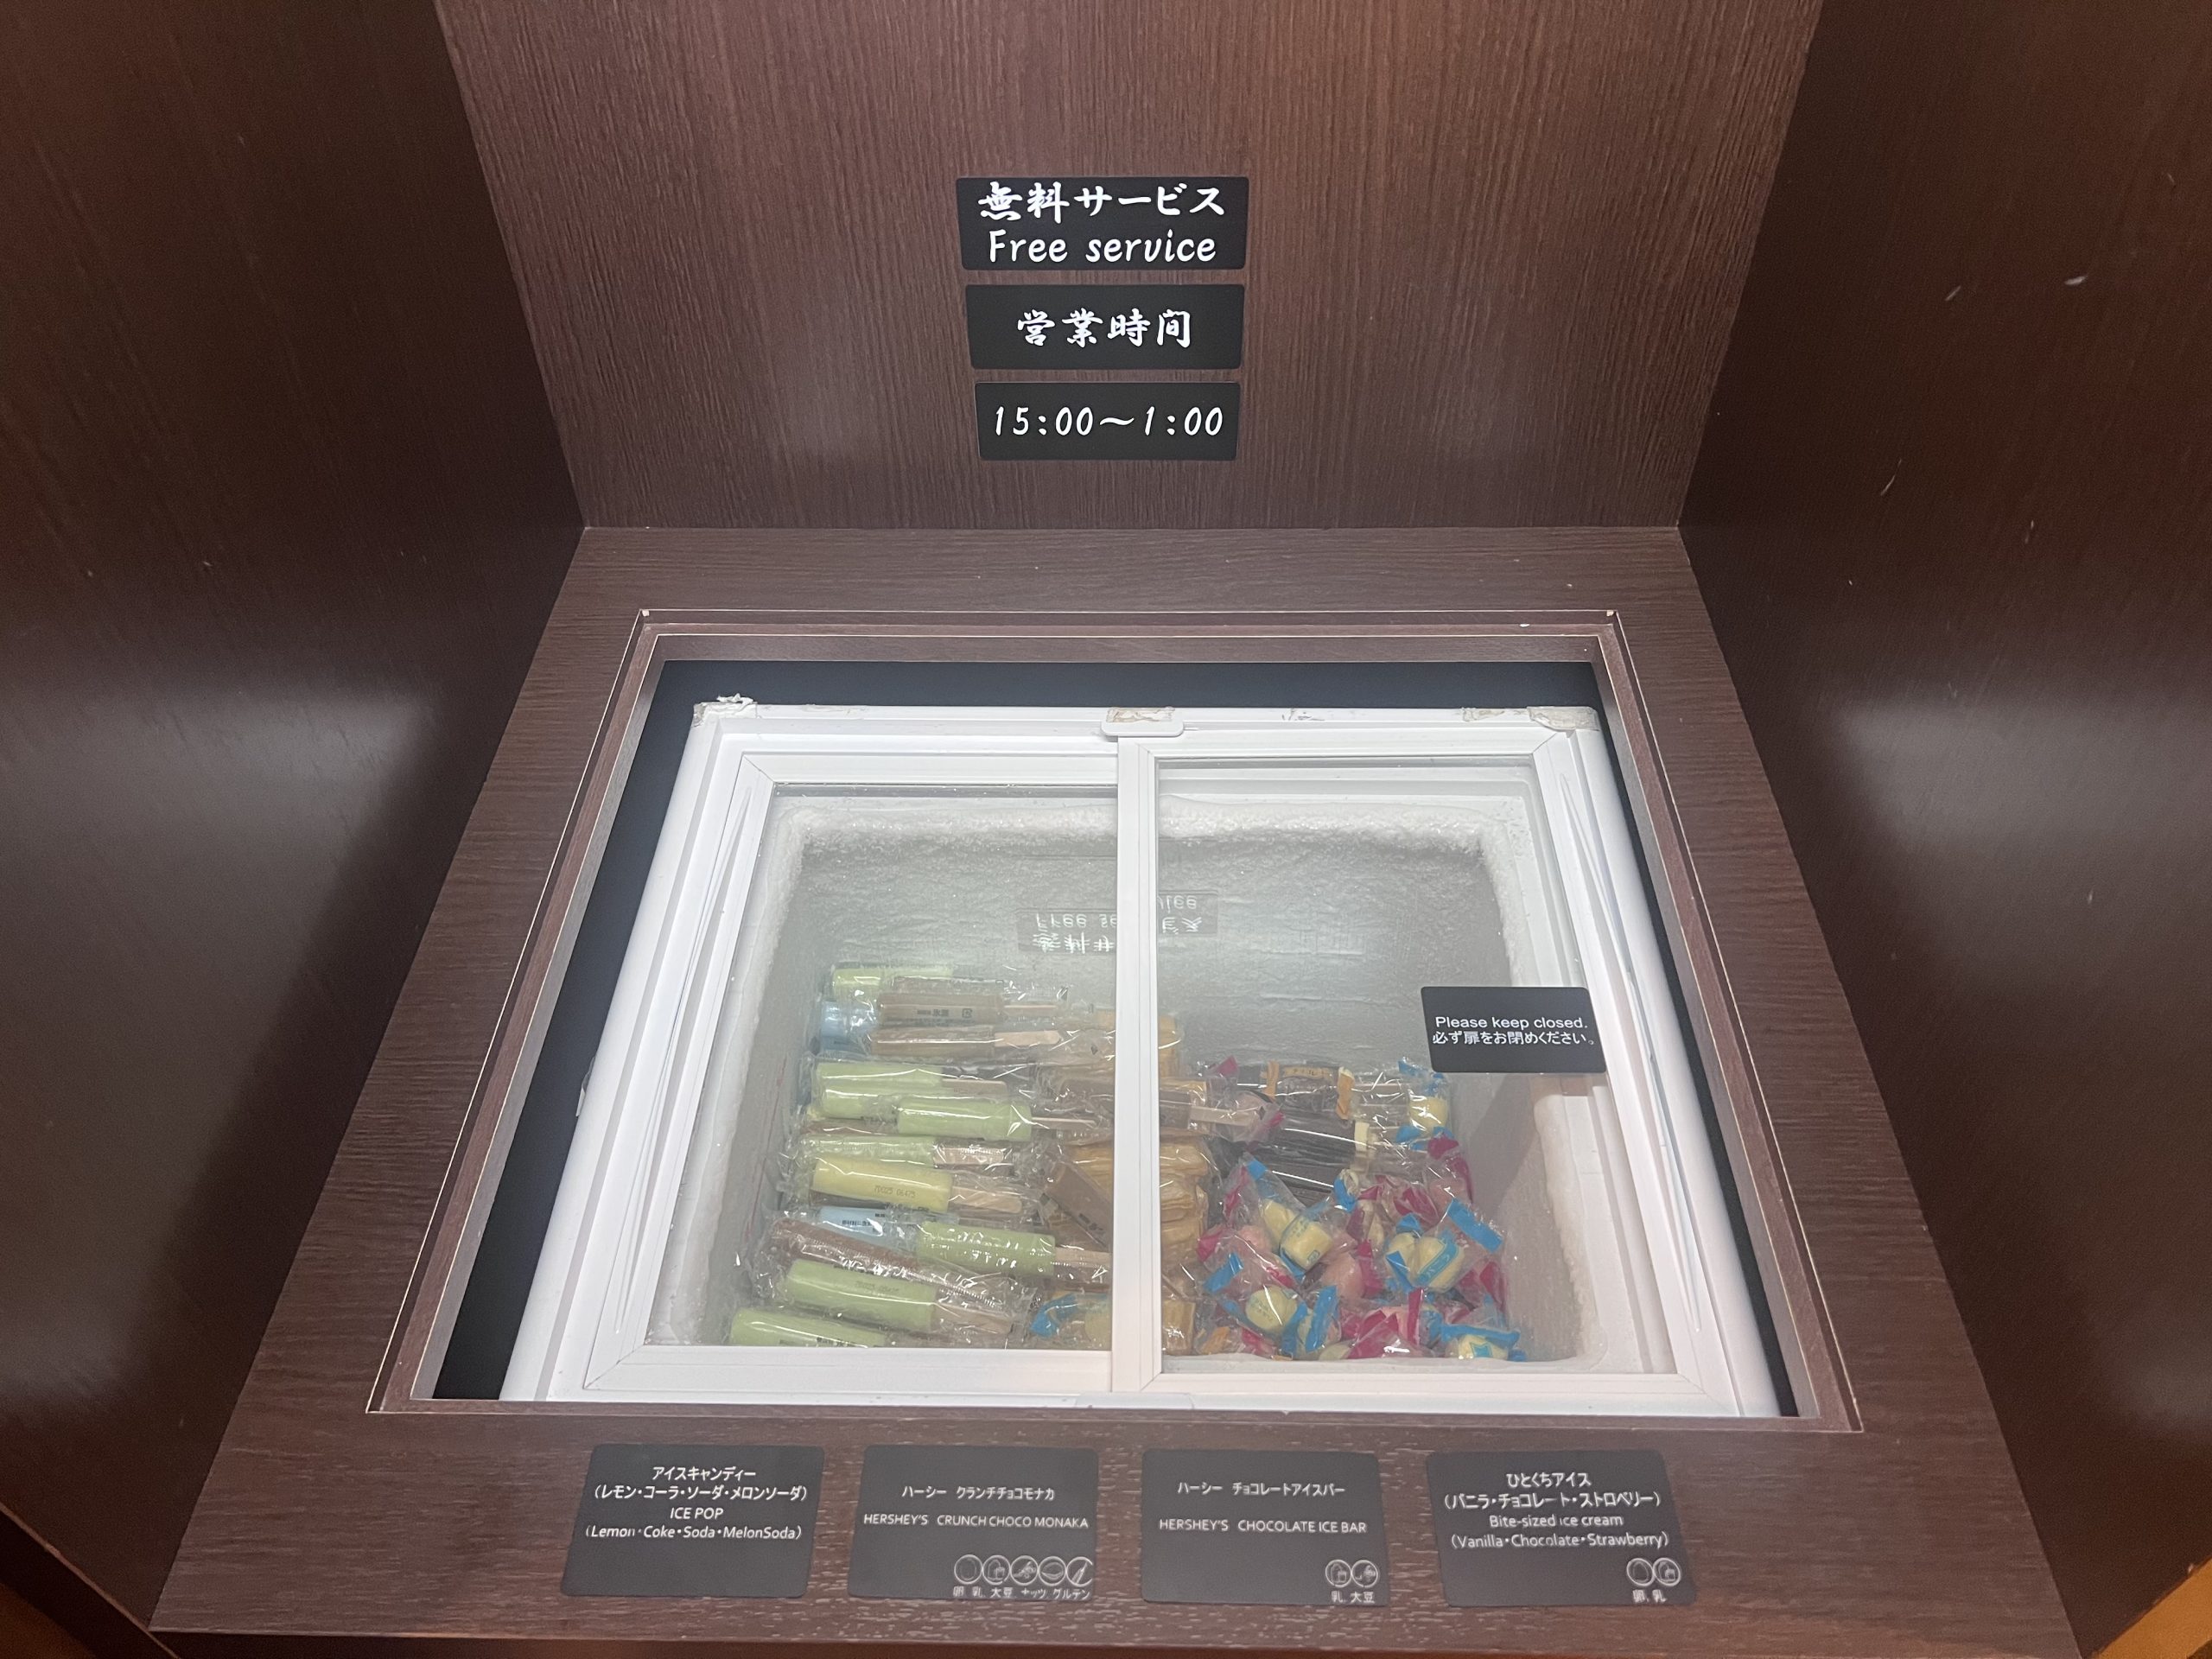 無料サービス
Free service
営業時間
15:00〜1:00
Please keep closed.
必ず扉をお閉めください。
アイスキャンディー
(レモン・コーラ・ソーダ・メロンソーダ)
ICE POP
(Lemon・Coke・Soda・MelonSoda)
ハーシー クランチチョコモナカ
HERSHEY'S CRUNCH CHOCO MONAKA
卵 乳 大豆 ナッツ グルテン
ハーシー チョコレートアイスバー
HERSHEY'S CHOCOLATE ICE BAR
乳 大豆
ひとくちアイス
(バニラ・チョコレート・ストロベリー)
Bite-sized ice cream
(Vanilla・Chocolate・Strawberry)
卵 乳